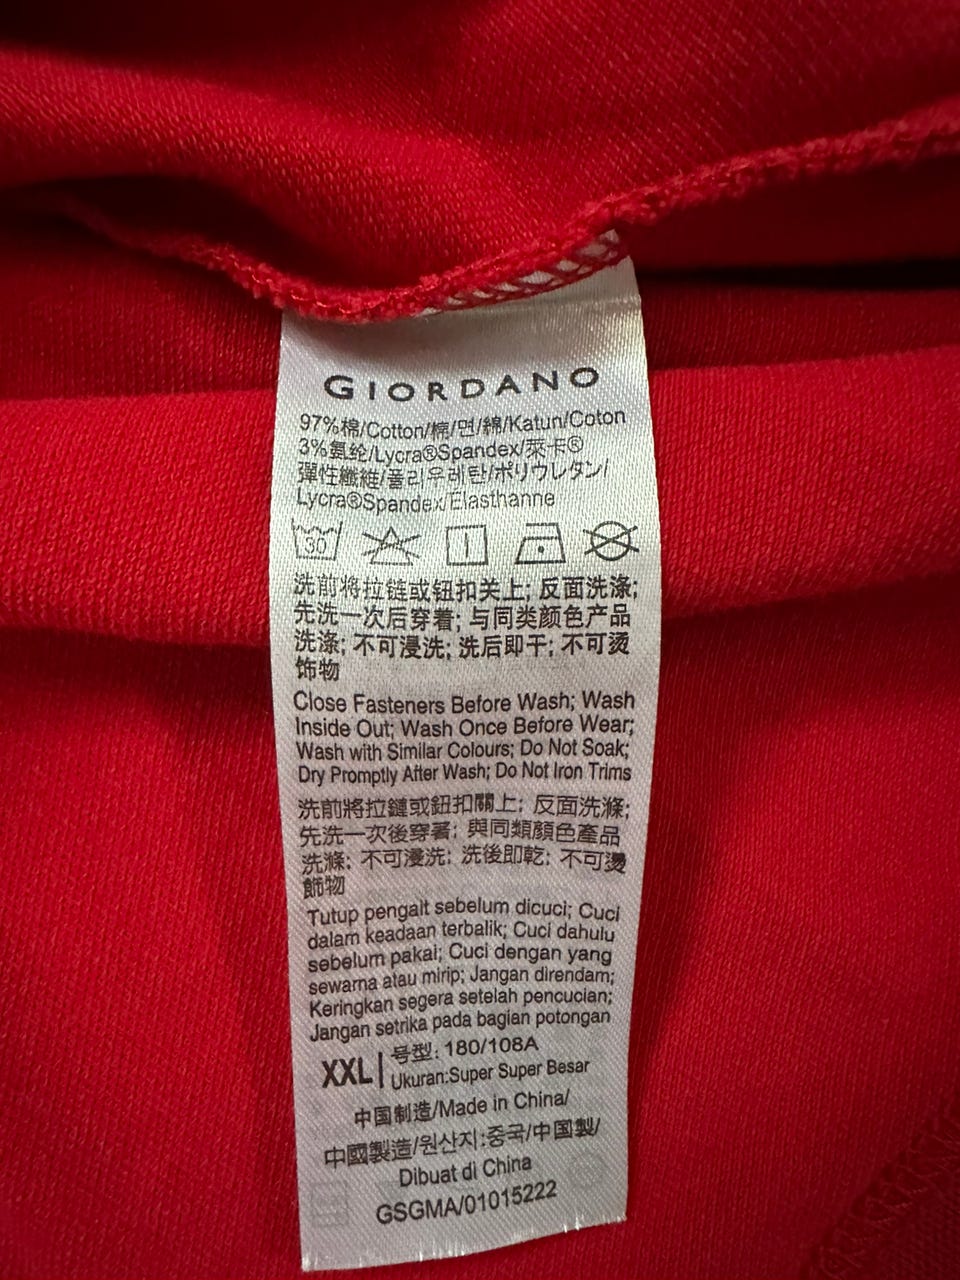 GIORDANO
97%棉/Cotton/棉/면/綿/Katun/Coton
3%氨纶/Lycra®Spandex/萊卡®
彈性纖維/폴리우레탄/ポリウレタン/
Lycra®Spandex/Elasthanne
30
洗前将拉链或钮扣关上; 反面洗涤;
先洗一次后穿着; 与同类颜色产品
洗涤; 不可浸洗; 洗后即干; 不可烫
饰物
Close Fasteners Before Wash; Wash
Inside Out; Wash Once Before Wear;
Wash with Similar Colours; Do Not Soak;
Dry Promptly After Wash; Do Not Iron Trims
洗前將拉鏈或鈕扣關上; 反面洗滌;
先洗一次後穿著; 與同類顏色產品
洗滌; 不可浸洗; 洗後即乾; 不可燙
飾物
Tutup pengait sebelum dicuci; Cuci
dalam keadaan terbalik; Cuci dahulu
sebelum pakai; Cuci dengan yang
sewarna atau mirip; Jangan direndam;
Keringkan segera setelah pencucian;
Jangan setrika pada bagian potongan
XXL 号型: 180/108A
Ukuran:Super Super Besar
中国制造/Made in China/
中國製造/원산지:중국/中国製/
Dibuat di China
GSGMA/01015222